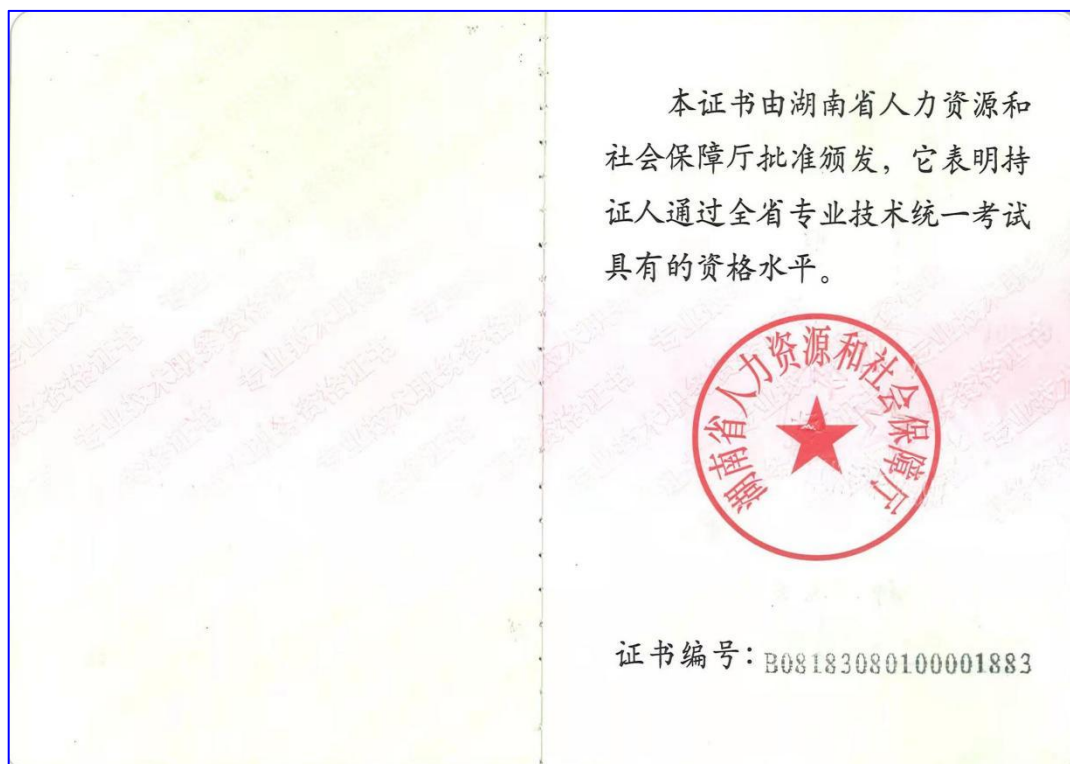 本证书由湖南省人力资源和
社会保障厅批准颁发，它表明持
证人通过全省专业技术统一考试
具有的资格水平。
湖南省人力资源和社会保障厅
证书编号：B08183080100001883